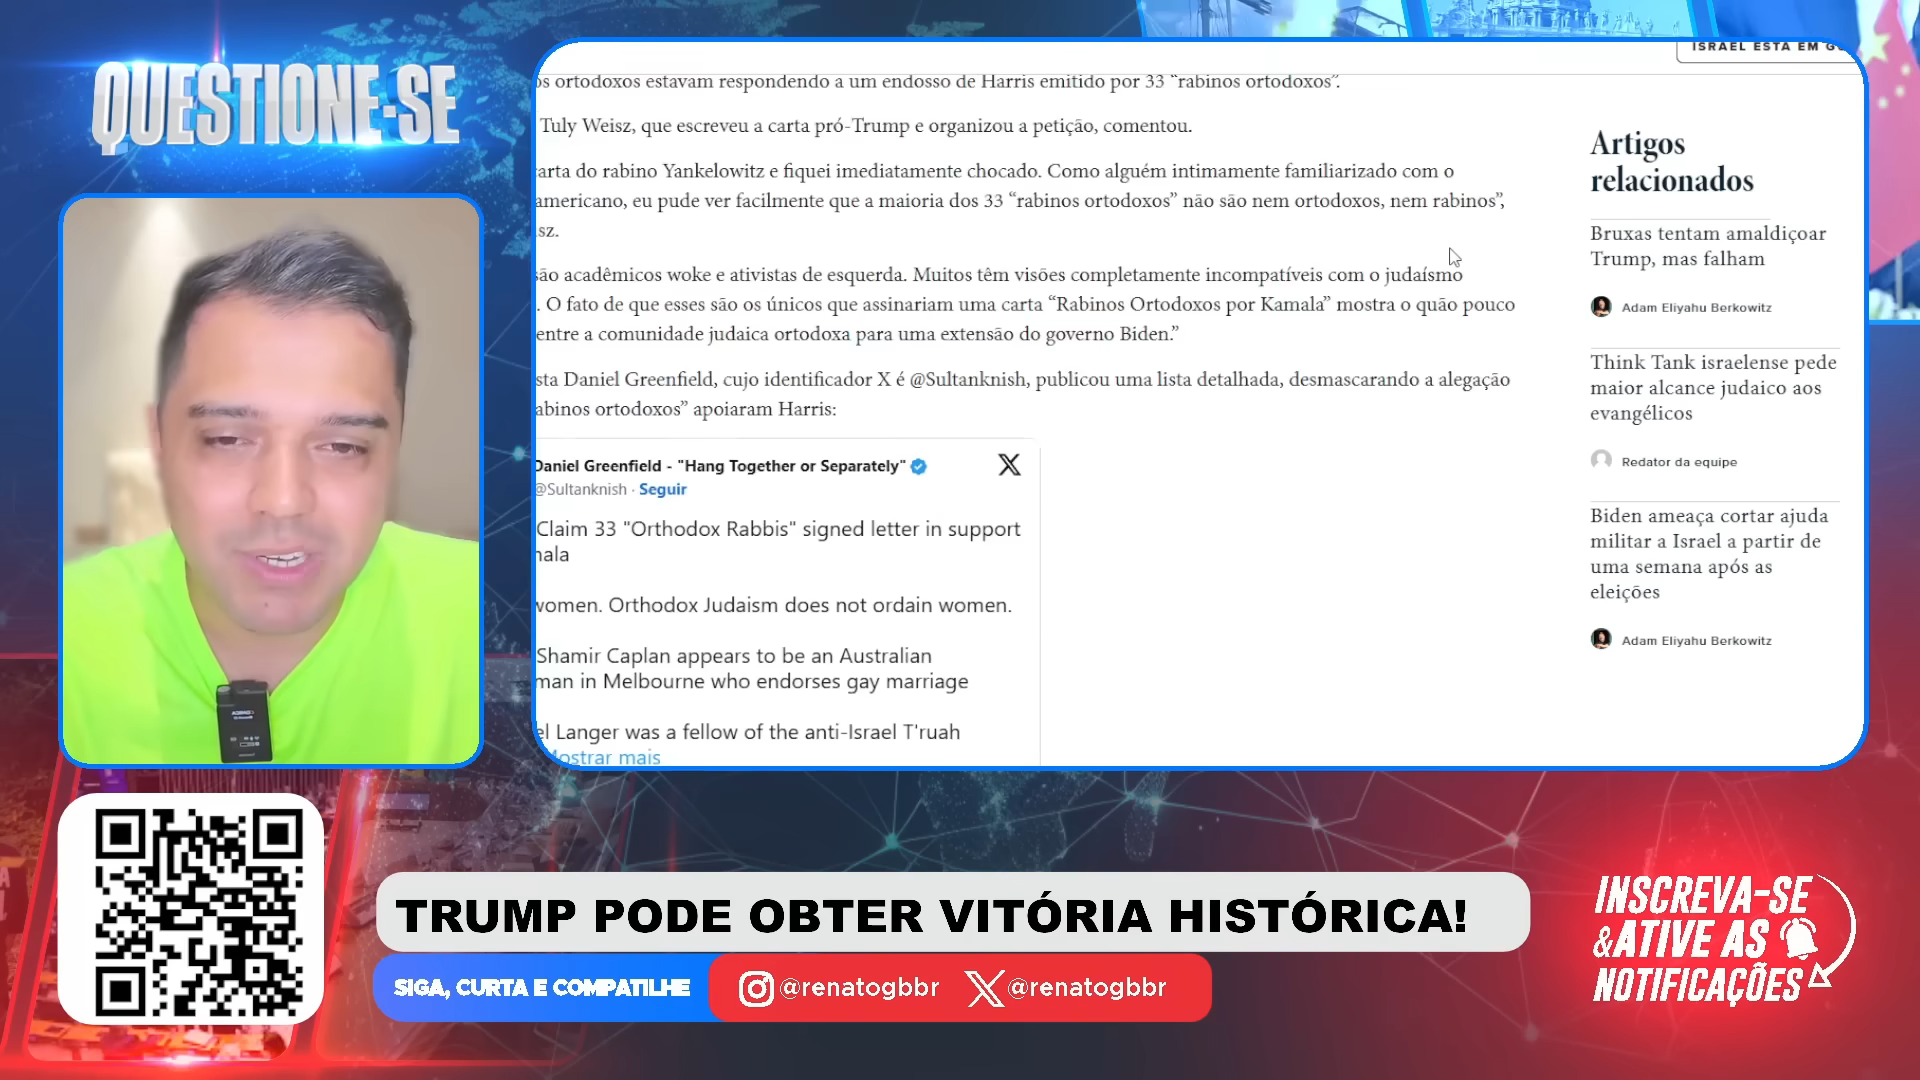 QUESTIONE-SE
ISRAEL ESTÁ EM
os ortodoxos estavam respondendo a um endosso de Harris emitido por 33 “rabinos ortodoxos”.
Tuly Weisz, que escreveu a carta pró-Trump e organizou a petição, comentou.
carta do rabino Yankelowitz e fiquei imediatamente chocado. Como alguém intimamente familiarizado com o
americano, eu pude ver facilmente que a maioria dos 33 “rabinos ortodoxos” não são nem ortodoxos, nem rabinos”,
isz.
são acadêmicos woke e ativistas de esquerda. Muitos têm visões completamente incompatíveis com o judaísmo
. O fato de que esses são os únicos que assinariam uma carta “Rabinos Ortodoxos por Kamala” mostra o quão pouco
entre a comunidade judaica ortodoxa para uma extensão do governo Biden.”
sta Daniel Greenfield, cujo identificador X é @Sultanknish, publicou uma lista detalhada, desmascarando a alegação
abinos ortodoxos” apoiaram Harris:
Daniel Greenfield - "Hang Together or Separately"
@Sultanknish · Seguir
Claim 33 "Orthodox Rabbis" signed letter in support
nala
women. Orthodox Judaism does not ordain women.
Shamir Caplan appears to be an Australian
man in Melbourne who endorses gay marriage
el Langer was a fellow of the anti-Israel T'ruah
Mostrar mais
Artigos
relacionados
Bruxas tentam amaldiçoar
Trump, mas falham
Adam Eliyahu Berkowitz
Think Tank israelense pede
maior alcance judaico aos
evangélicos
Redator da equipe
Biden ameaça cortar ajuda
militar a Israel a partir de
uma semana após as
eleições
Adam Eliyahu Berkowitz
TRUMP PODE OBTER VITÓRIA HISTÓRICA!
SIGA, CURTA E COMPATILHE
@renatogbbr
@renatogbbr
INSCREVA-SE
&ATIVE AS
NOTIFICAÇÕES